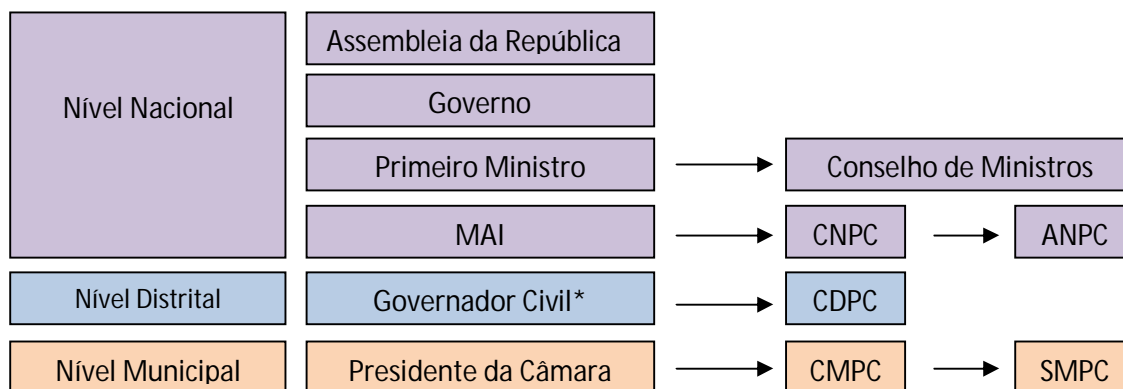 Assembleia da República
Nível Nacional
Governo
Primeiro Ministro
Conselho de Ministros
MAI
CNPC
ANPC
Nível Distrital
Governador Civil*
CDPC
Nível Municipal
Presidente da Câmara
CMPC
SMPC